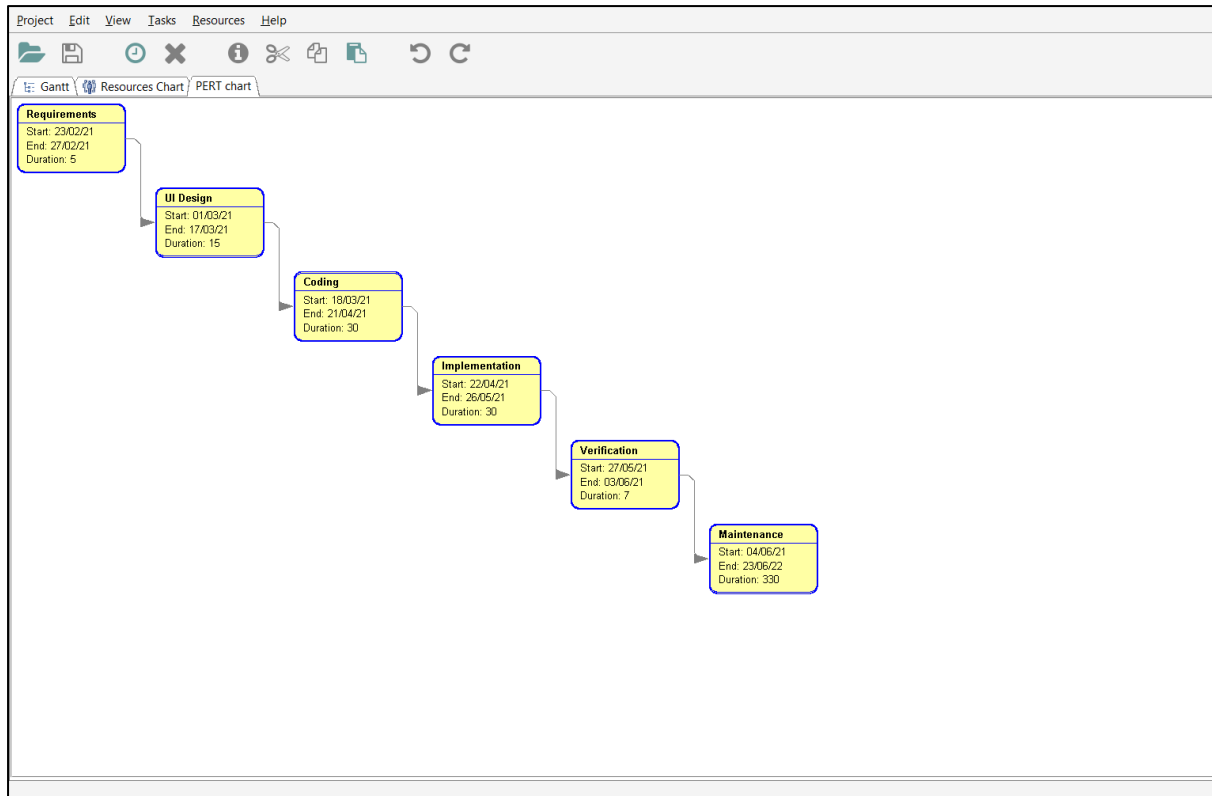 Project Edit View Tasks Resources Help
Gantt Resources Chart PERT chart
Requirements
Start: 23/02/21
End: 27/02/21
Duration: 5
UI Design
Start: 01/03/21
End: 17/03/21
Duration: 15
Coding
Start: 18/03/21
End: 21/04/21
Duration: 30
Implementation
Start: 22/04/21
End: 26/05/21
Duration: 30
Verification
Start: 27/05/21
End: 03/06/21
Duration: 7
Maintenance
Start: 04/06/21
End: 23/06/22
Duration: 330